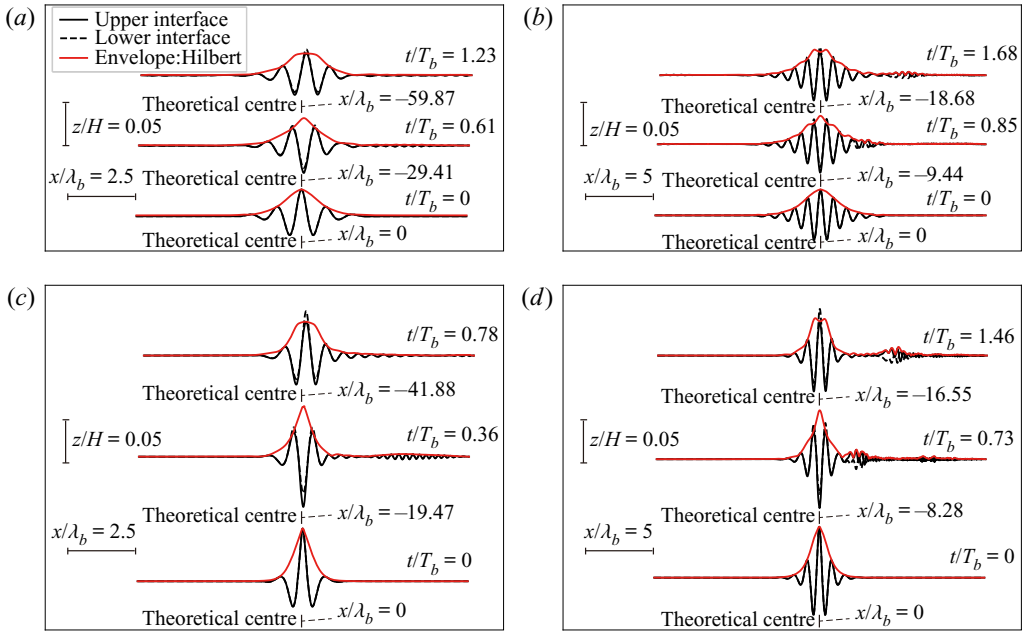 (a)
Upper interface
Lower interface
Envelope:Hilbert
t/T_b = 1.23
Theoretical centre
x/λ_b = –59.87
z/H = 0.05
t/T_b = 0.61
Theoretical centre
x/λ_b = –29.41
x/λ_b = 2.5
t/T_b = 0
Theoretical centre
x/λ_b = 0
(b)
t/T_b = 1.68
Theoretical centre
x/λ_b = –18.68
z/H = 0.05
t/T_b = 0.85
Theoretical centre
x/λ_b = –9.44
x/λ_b = 5
t/T_b = 0
Theoretical centre
x/λ_b = 0
(c)
t/T_b = 0.78
Theoretical centre
x/λ_b = –41.88
z/H = 0.05
t/T_b = 0.36
Theoretical centre
x/λ_b = –19.47
x/λ_b = 2.5
t/T_b = 0
Theoretical centre
x/λ_b = 0
(d)
t/T_b = 1.46
Theoretical centre
x/λ_b = –16.55
z/H = 0.05
t/T_b = 0.73
Theoretical centre
x/λ_b = –8.28
x/λ_b = 5
t/T_b = 0
Theoretical centre
x/λ_b = 0